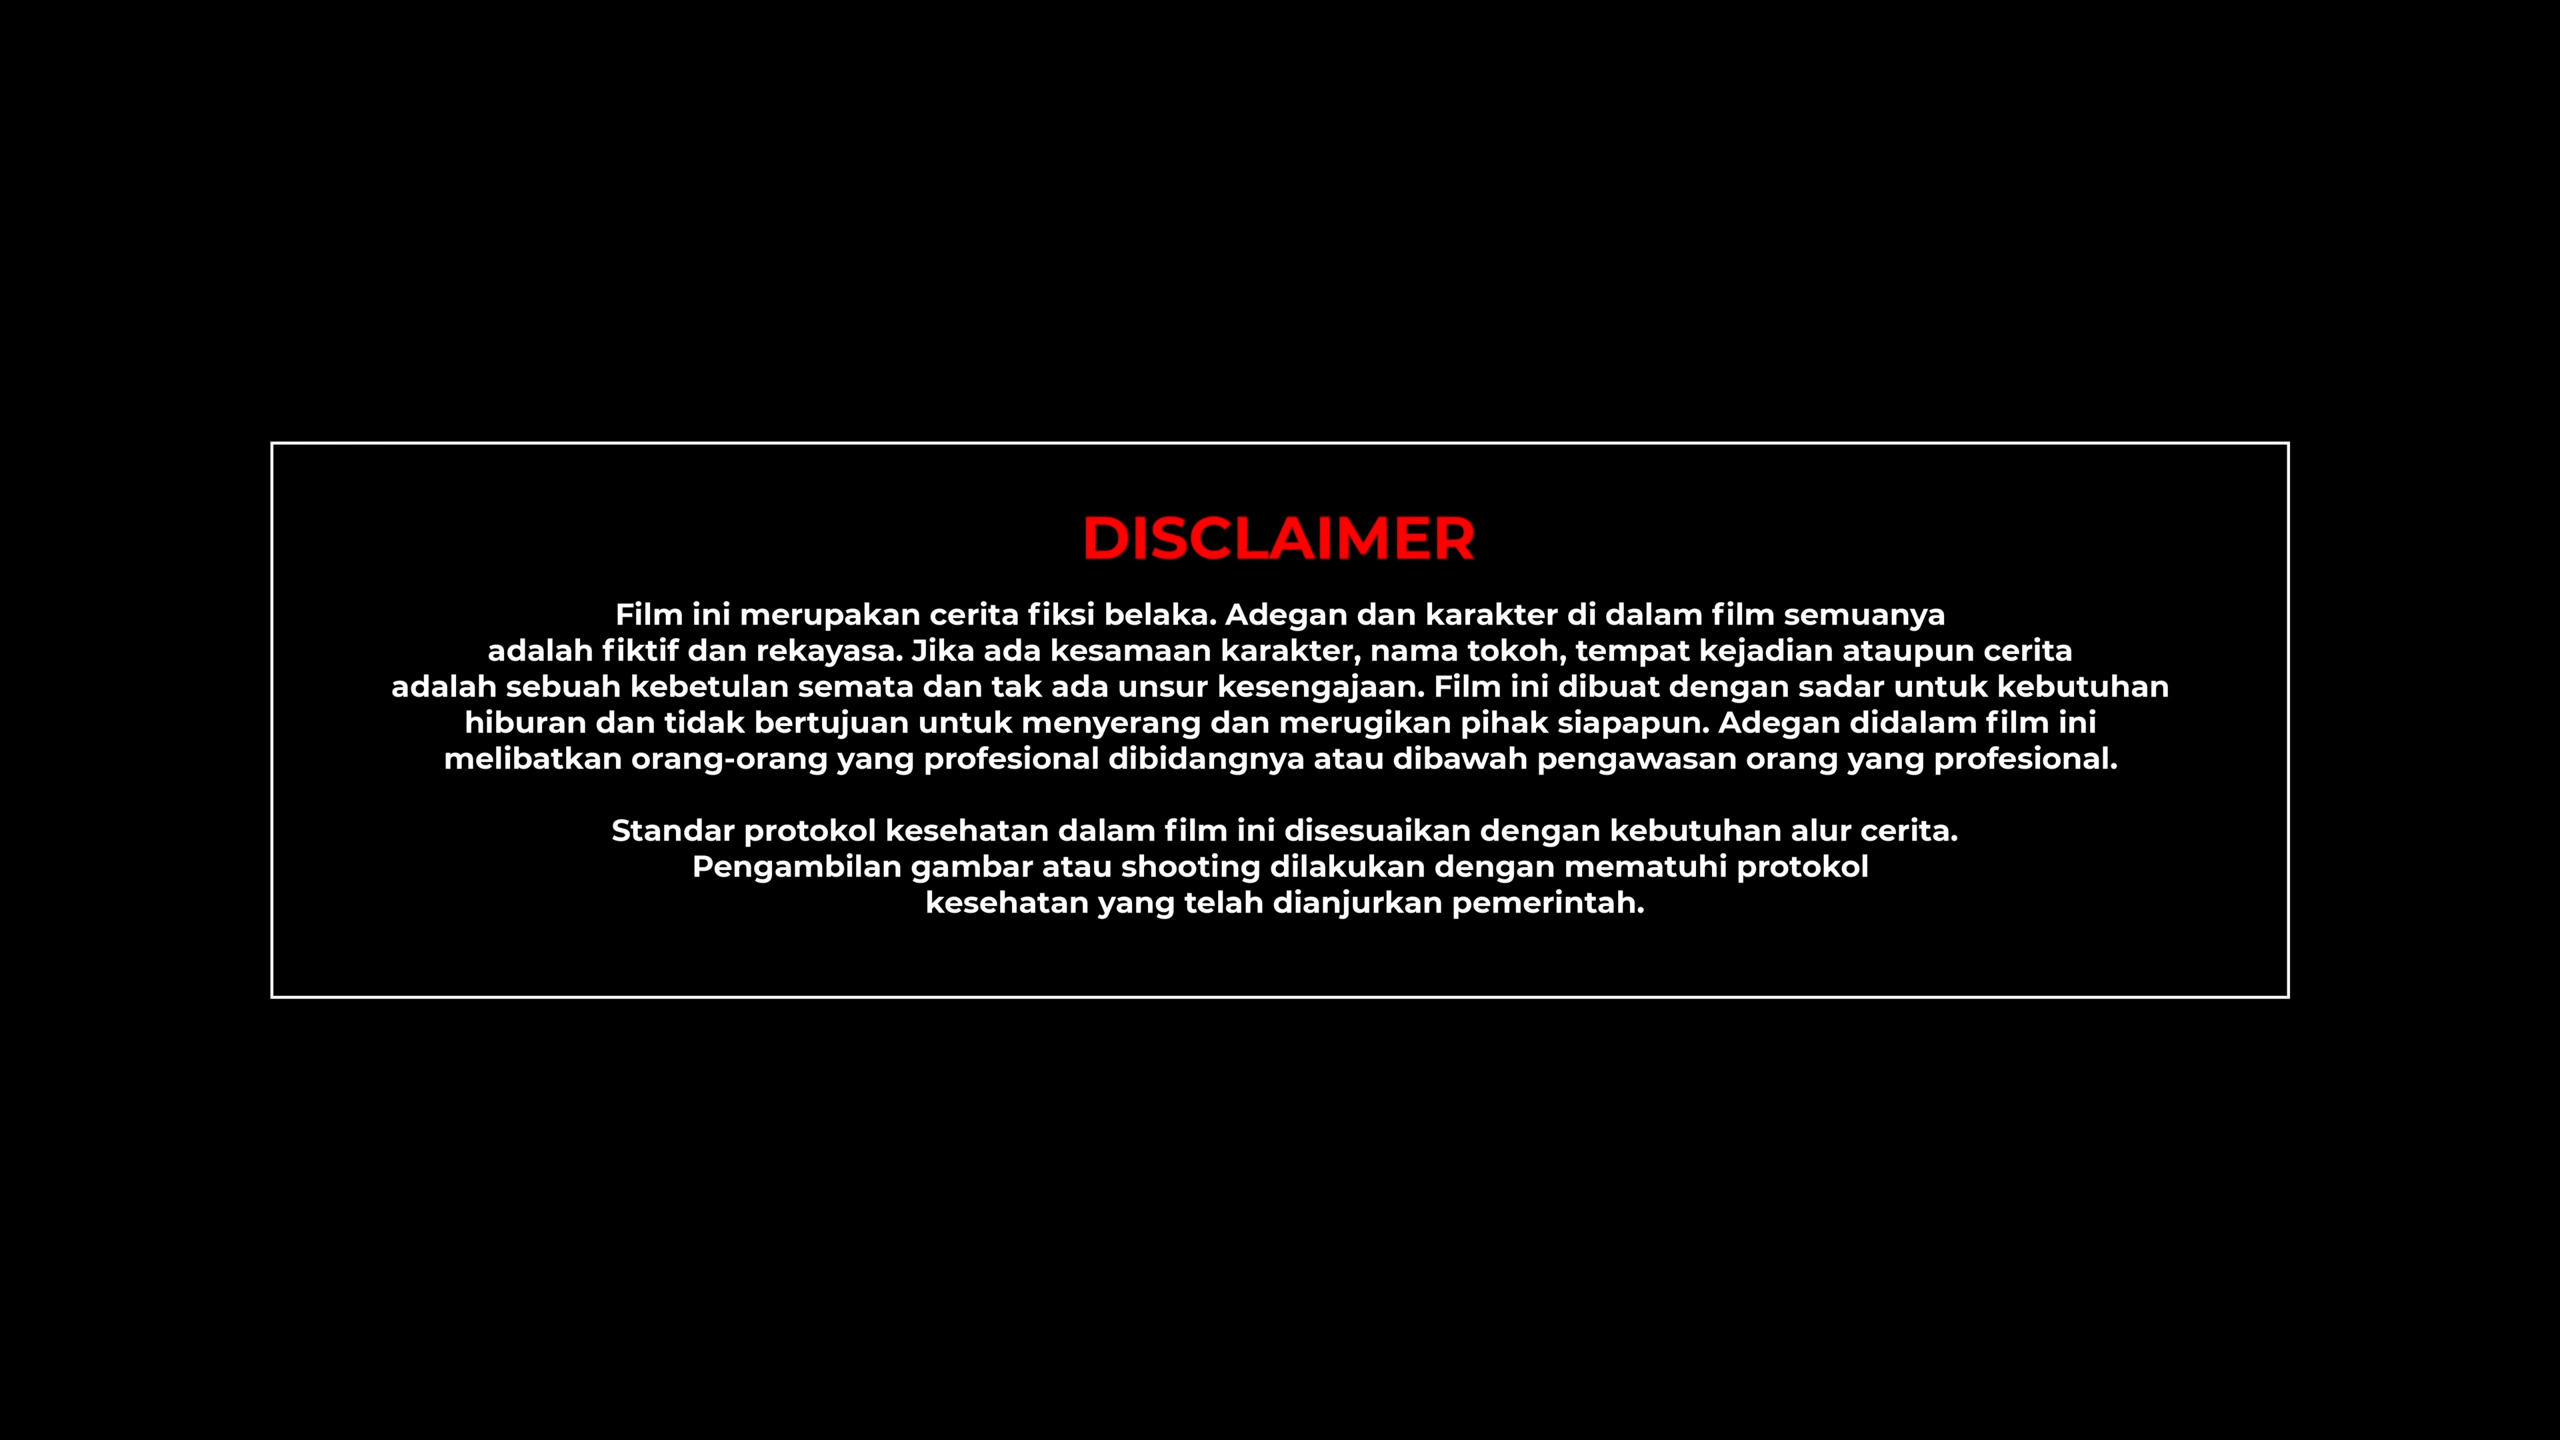 DISCLAIMER
Film ini merupakan cerita fiksi belaka. Adegan dan karakter di dalam film semuanya
adalah fiktif dan rekayasa. Jika ada kesamaan karakter, nama tokoh, tempat kejadian ataupun cerita
adalah sebuah kebetulan semata dan tak ada unsur kesengajaan. Film ini dibuat dengan sadar untuk kebutuhan
hiburan dan tidak bertujuan untuk menyerang dan merugikan pihak siapapun. Adegan didalam film ini
melibatkan orang-orang yang profesional dibidangnya atau dibawah pengawasan orang yang profesional.
Standar protokol kesehatan dalam film ini disesuaikan dengan kebutuhan alur cerita.
Pengambilan gambar atau shooting dilakukan dengan mematuhi protokol
kesehatan yang telah dianjurkan pemerintah.